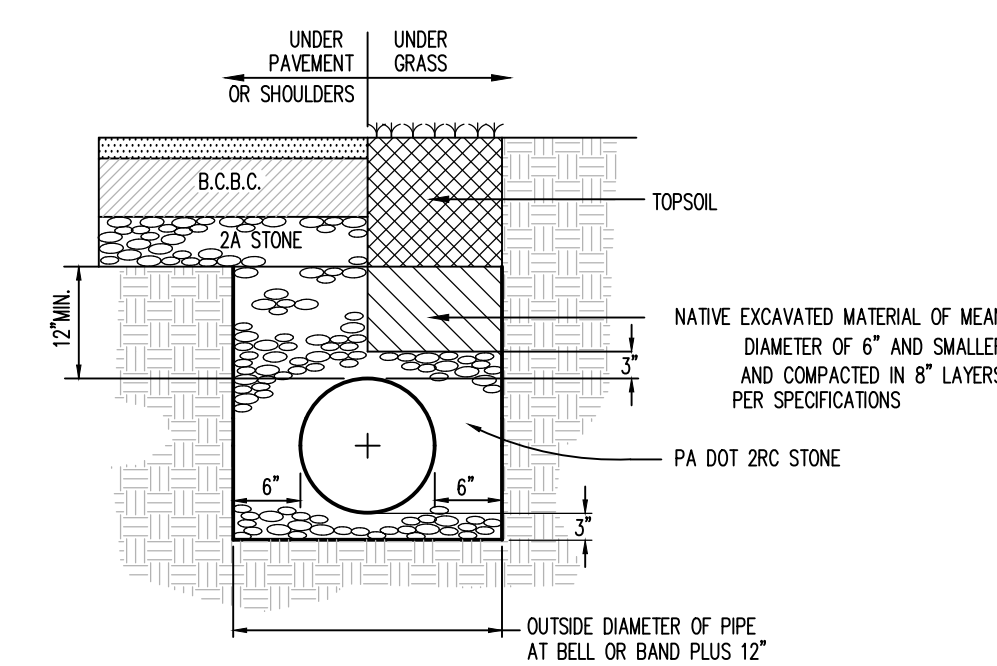 UNDER
PAVEMENT
OR SHOULDERS
UNDER
GRASS
B.C.B.C.
2A STONE
TOPSOIL
12"MIN.
NATIVE EXCAVATED MATERIAL OF MEAN
DIAMETER OF 6" AND SMALLER
AND COMPACTED IN 8" LAYERS
PER SPECIFICATIONS
3"
PA DOT 2RC STONE
6"
6"
3"
OUTSIDE DIAMETER OF PIPE
AT BELL OR BAND PLUS 12"